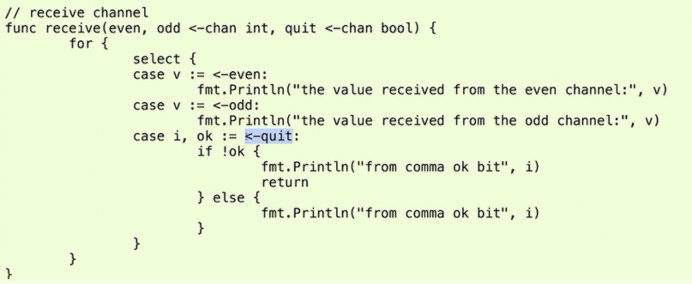 // receive channel
func receive(even, odd <-chan int, quit <-chan bool) {
        for {
                select {
                case v := <-even:
                        fmt.Println("the value received from the even channel:", v)
                case v := <-odd:
                        fmt.Println("the value received from the odd channel:", v)
                case i, ok := <-quit:
                        if !ok {
                                fmt.Println("from comma ok bit", i)
                                return
                        } else {
                                fmt.Println("from comma ok bit", i)
                        }
                }
        }
}